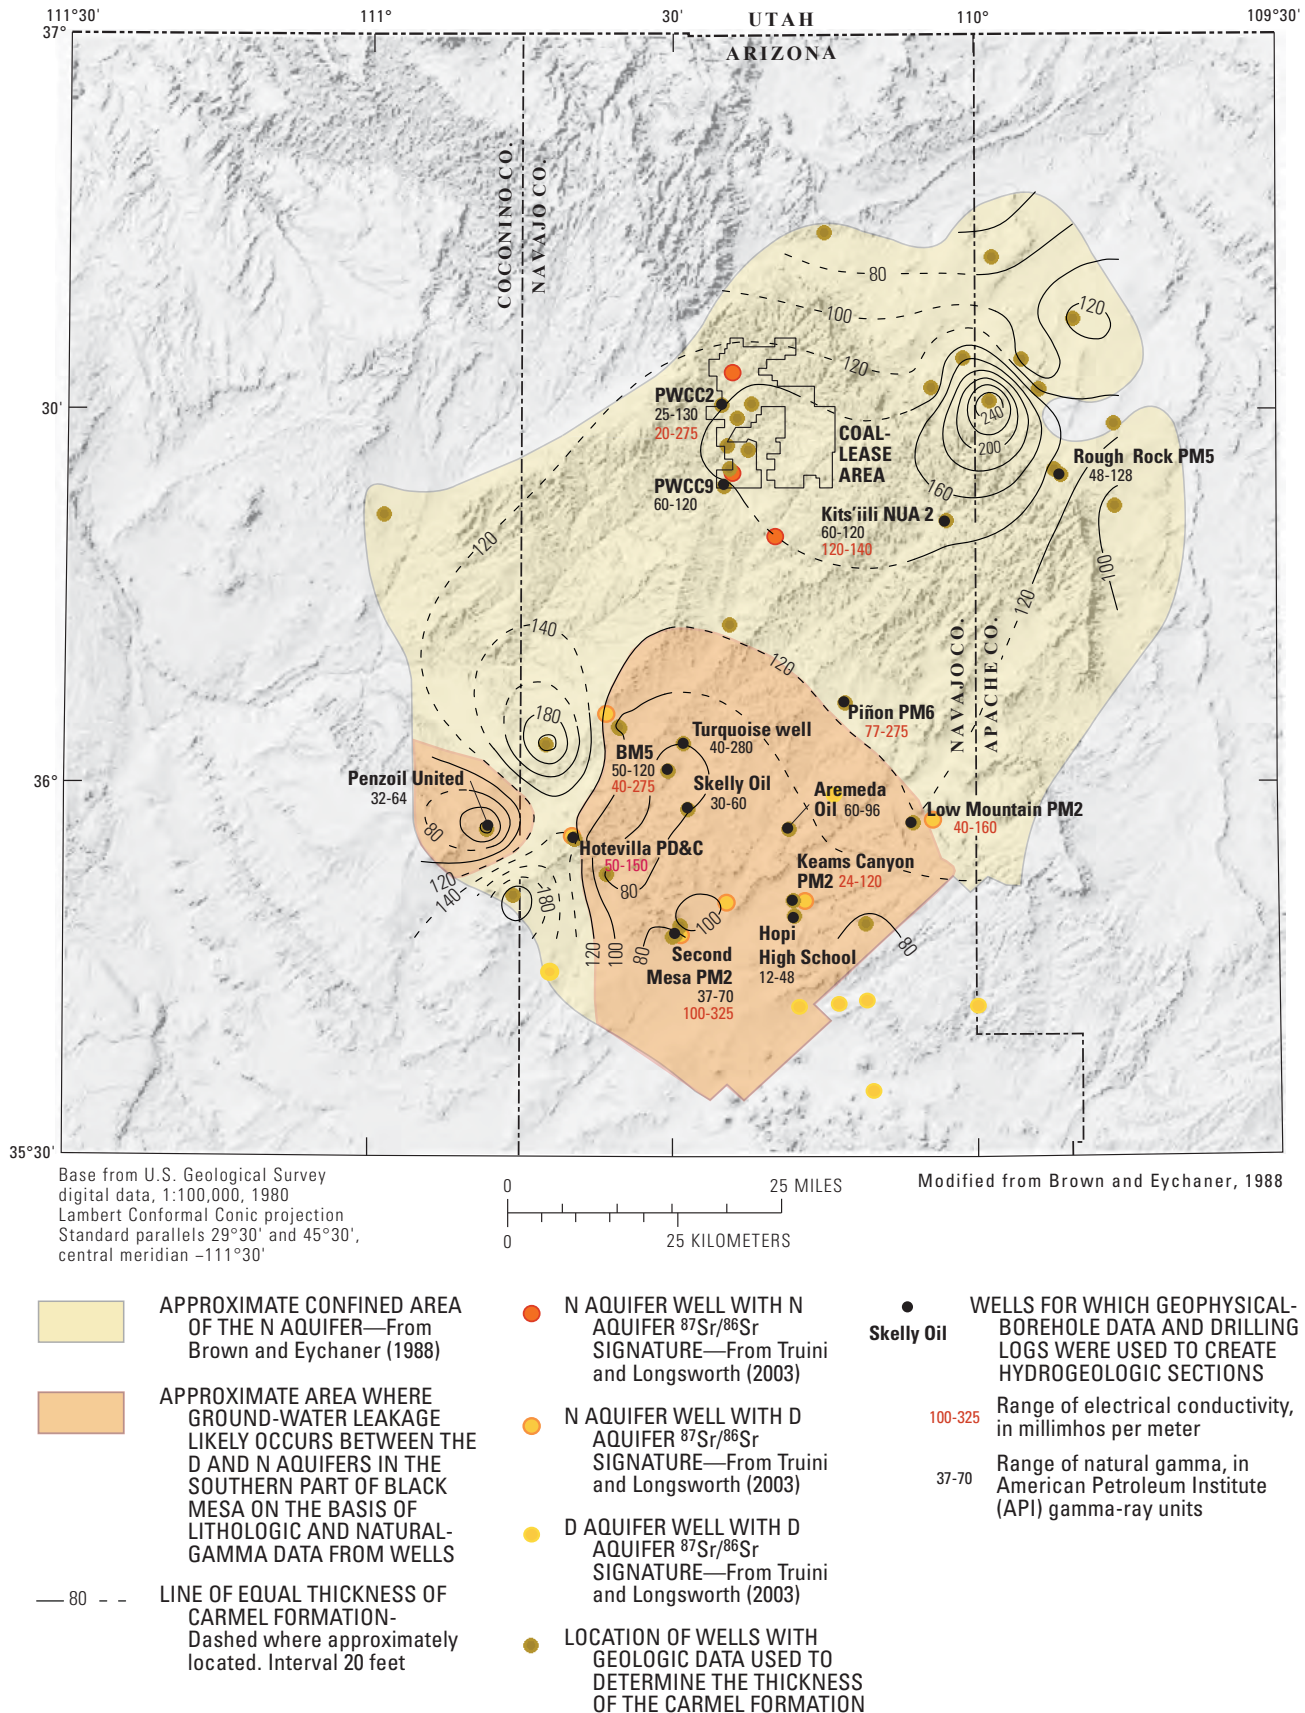 111°30'
111°
30'
110°
109°30'
37°
UTAH
ARIZONA
COCONINO CO.
NAVAJO CO.
80
100
120
120
PWCC2
25-130
20-275
30'
COAL-
LEASE
AREA
240
200
160
Rough Rock PM5
48-128
PWCC9
60-120
Kits'iili NUA 2
60-120
120-140
120
100
120
140
120
NAVAJO CO.
APACHE CO.
180
Piñon PM6
77-275
Turquoise well
40-280
BM5
50-120
40-275
36°
Penzoil United
32-64
Skelly Oil
30-60
Aremeda
Oil 60-96
Low Mountain PM2
40-160
80
Hotevilla PD&C
50-150
Keams Canyon
PM2 24-120
120
140
180
80
100
80
120
100
80
Second
Mesa PM2
37-70
100-325
Hopi
High School
12-48
35°30'
Base from U.S. Geological Survey
digital data, 1:100,000, 1980
Lambert Conformal Conic projection
Standard parallels 29°30' and 45°30',
central meridian –111°30'
0
25 MILES
0
25 KILOMETERS
Modified from Brown and Eychaner, 1988
APPROXIMATE CONFINED AREA
OF THE N AQUIFER—From
Brown and Eychaner (1988)
APPROXIMATE AREA WHERE
GROUND-WATER LEAKAGE
LIKELY OCCURS BETWEEN THE
D AND N AQUIFERS IN THE
SOUTHERN PART OF BLACK
MESA ON THE BASIS OF
LITHOLOGIC AND NATURAL-
GAMMA DATA FROM WELLS
80
LINE OF EQUAL THICKNESS OF
CARMEL FORMATION-
Dashed where approximately
located. Interval 20 feet
N AQUIFER WELL WITH N
AQUIFER ⁸⁷Sr/⁸⁶Sr
SIGNATURE—From Truini
and Longsworth (2003)
N AQUIFER WELL WITH D
AQUIFER ⁸⁷Sr/⁸⁶Sr
SIGNATURE—From Truini
and Longsworth (2003)
D AQUIFER WELL WITH D
AQUIFER ⁸⁷Sr/⁸⁶Sr
SIGNATURE—From Truini
and Longsworth (2003)
LOCATION OF WELLS WITH
GEOLOGIC DATA USED TO
DETERMINE THE THICKNESS
OF THE CARMEL FORMATION
Skelly Oil
WELLS FOR WHICH GEOPHYSICAL-
BOREHOLE DATA AND DRILLING
LOGS WERE USED TO CREATE
HYDROGEOLOGIC SECTIONS
100-325
Range of electrical conductivity,
in millimhos per meter
37-70
Range of natural gamma, in
American Petroleum Institute
(API) gamma-ray units